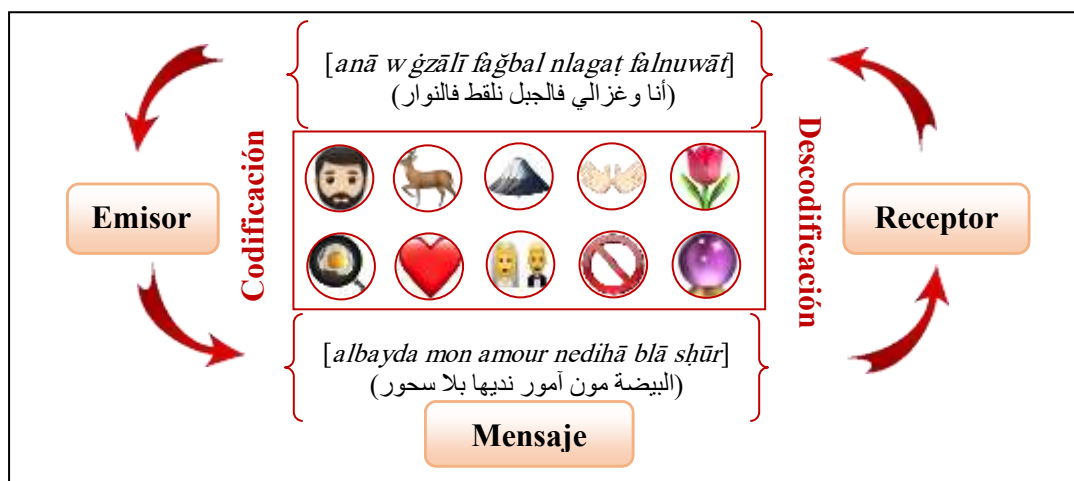 [anā w ġzālī fağbal nlagaṭ falnuwāt]
(أنا وغزالي فالجبل نلقط فالنوار)
Codificación
Descodificación
Emisor
Receptor
[albayda mon amour nedihā blā sḥūr]
(البيضة مون آمور نديها بلا سحور)
Mensaje